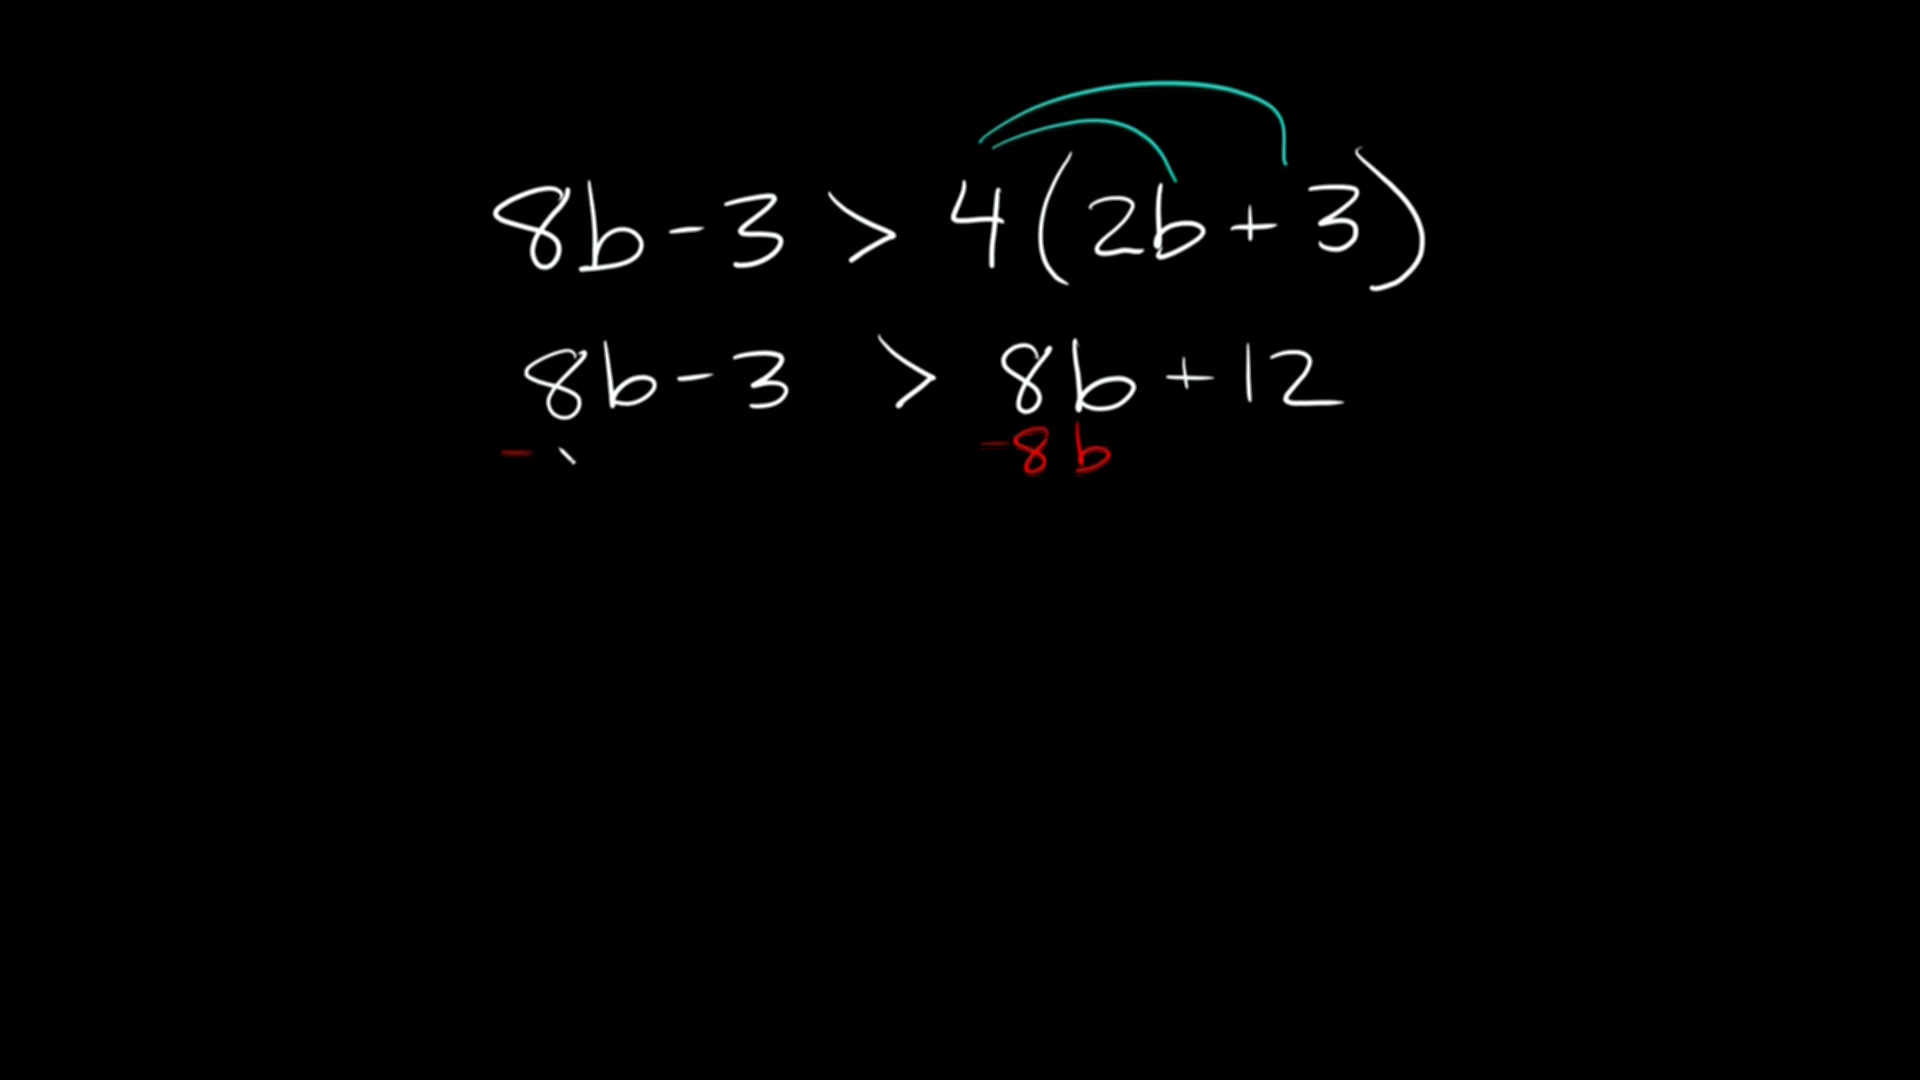 8b - 3 > 4(2b + 3)
8b - 3 > 8b + 12
- -8b